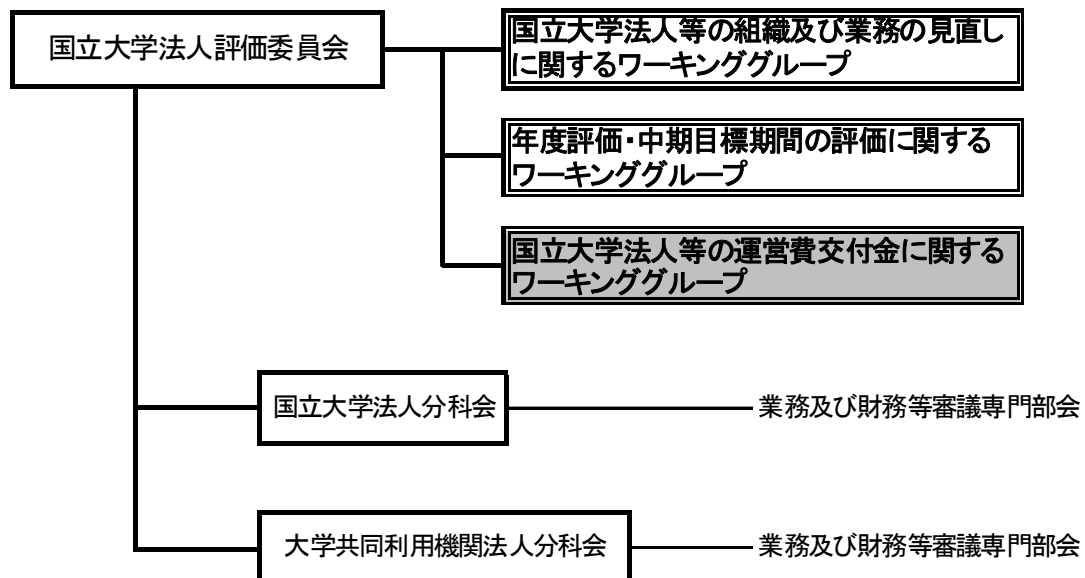 国立大学法人評価委員会
国立大学法人等の組織及び業務の見直し
に関するワーキンググループ
年度評価・中期目標期間の評価に関する
ワーキンググループ
国立大学法人等の運営費交付金に関する
ワーキンググループ
国立大学法人分科会
業務及び財務等審議専門部会
大学共同利用機関法人分科会
業務及び財務等審議専門部会